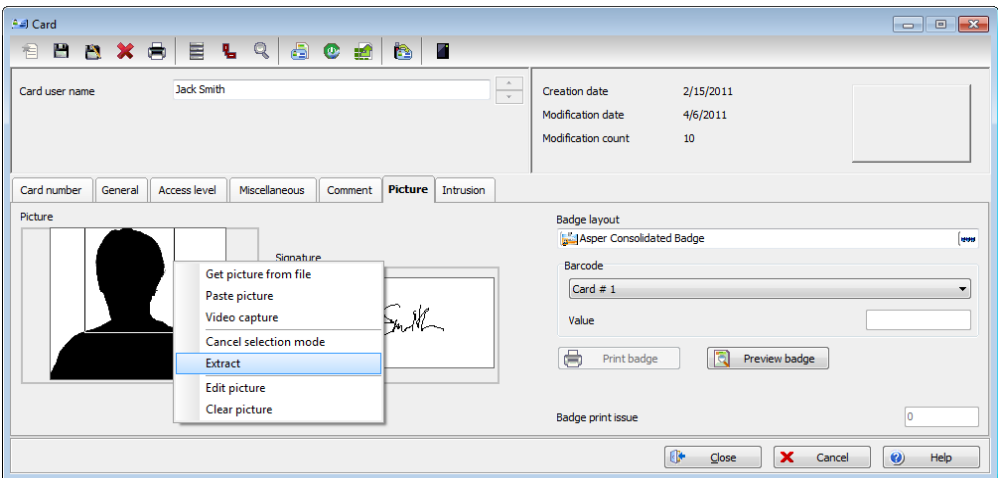 Card
Card user name
Jack Smith
Creation date 2/15/2011
Modification date 4/6/2011
Modification count 10
Card number General Access level Miscellaneous Comment Picture Intrusion
Picture
Signature
Get picture from file
Paste picture
Video capture
Cancel selection mode
Extract
Edit picture
Clear picture
Badge layout
Asper Consolidated Badge
Barcode
Card # 1
Value
Print badge
Preview badge
Badge print issue
0
Close Cancel Help